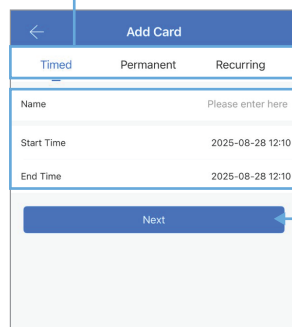 Add Card
Timed Permanent Recurring
Name Please enter here
Start Time 2025-08-28 12:10
End Time 2025-08-28 12:10
Next